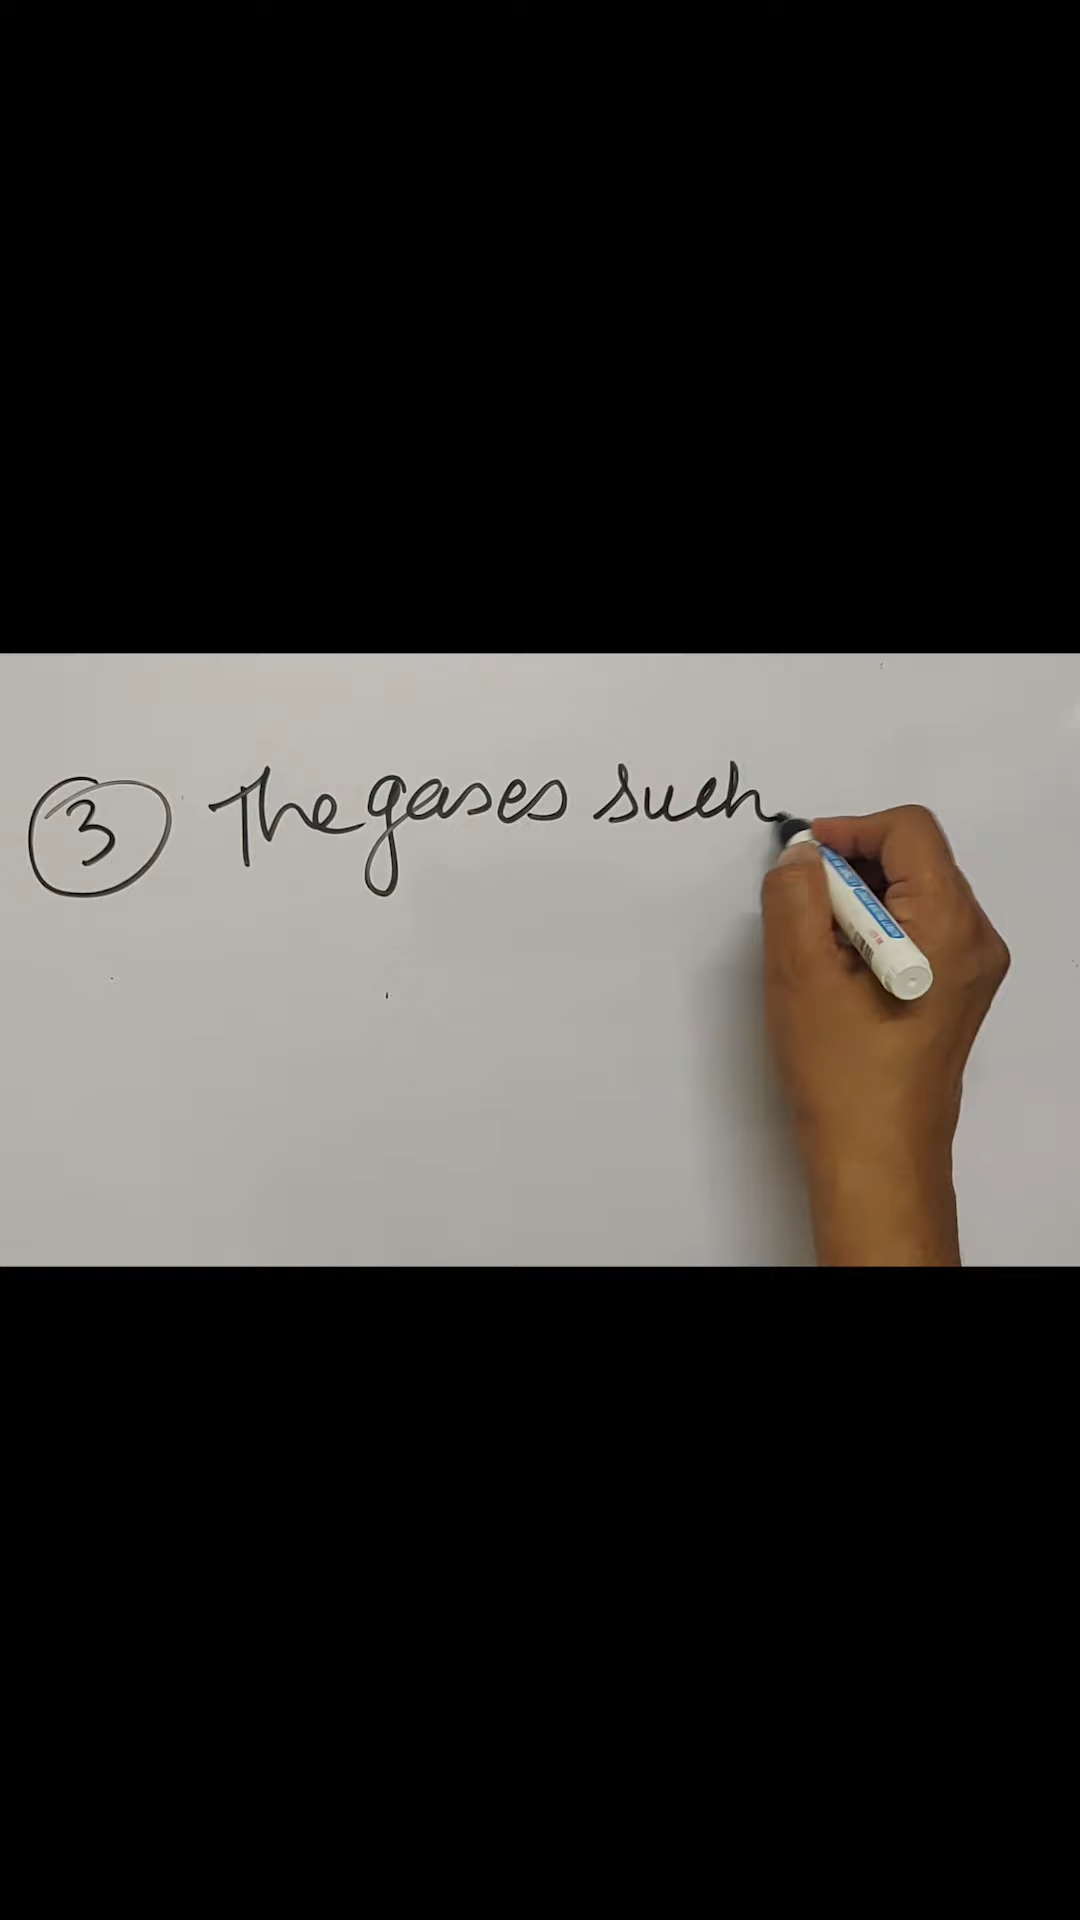 ③ The gases such